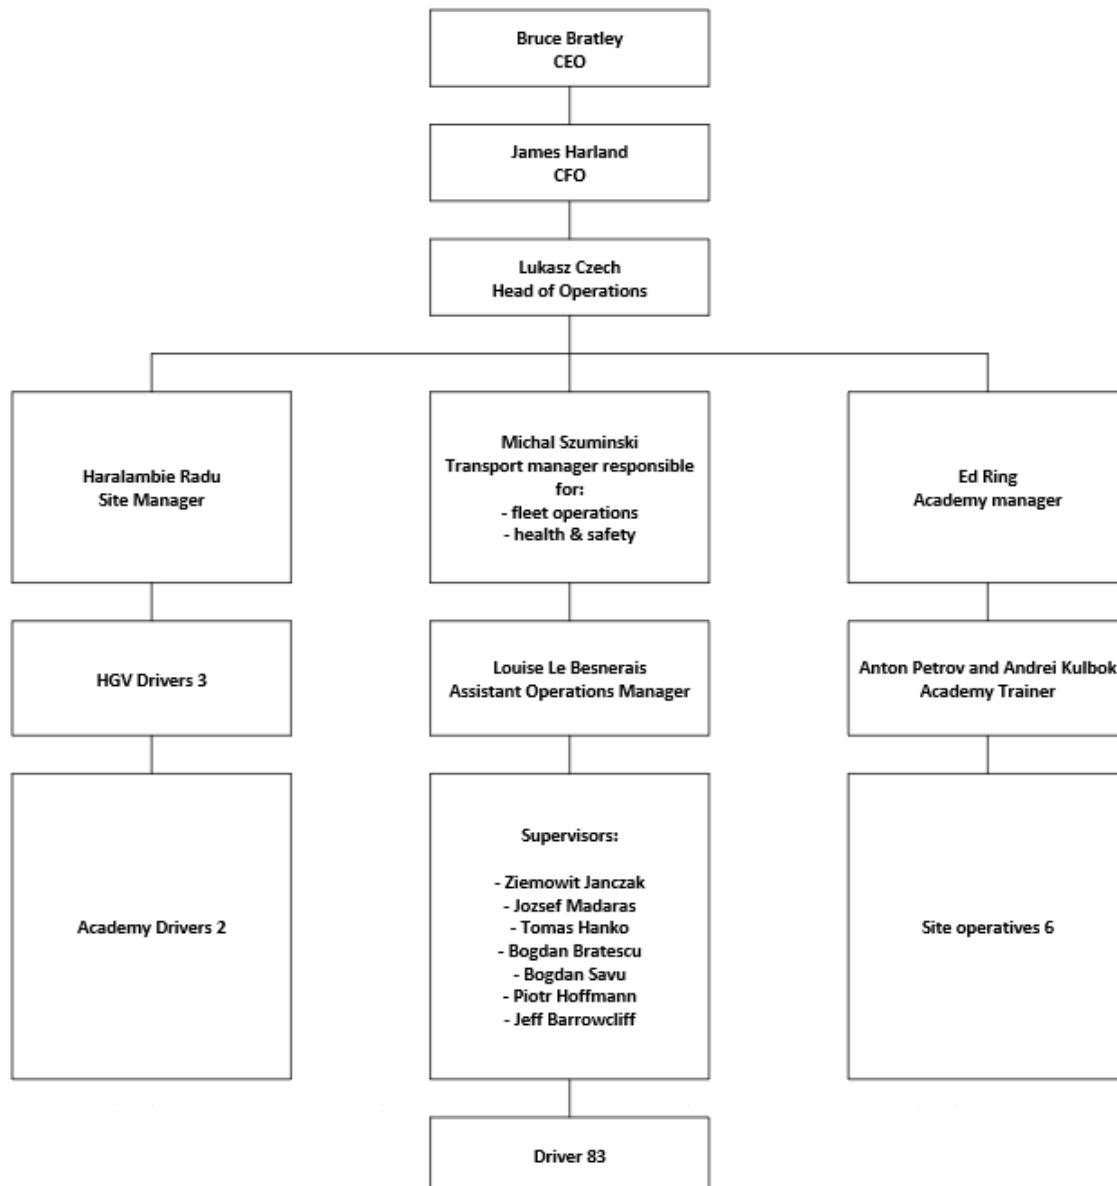 Bruce Bratley
CEO
James Harland
CFO
Lukasz Czech
Head of Operations
Haralambie Radu
Site Manager
Michal Szuminski
Transport manager responsible
for:
- fleet operations
- health & safety
Ed Ring
Academy manager
HGV Drivers 3
Louise Le Besnerais
Assistant Operations Manager
Anton Petrov and Andrei Kulbok
Academy Trainer
Academy Drivers 2
Supervisors:
- Ziemowit Janczak
- Jozsef Madaras
- Tomas Hanko
- Bogdan Bratescu
- Bogdan Savu
- Piotr Hoffmann
- Jeff Barrowcliff
Site operatives 6
Driver 83